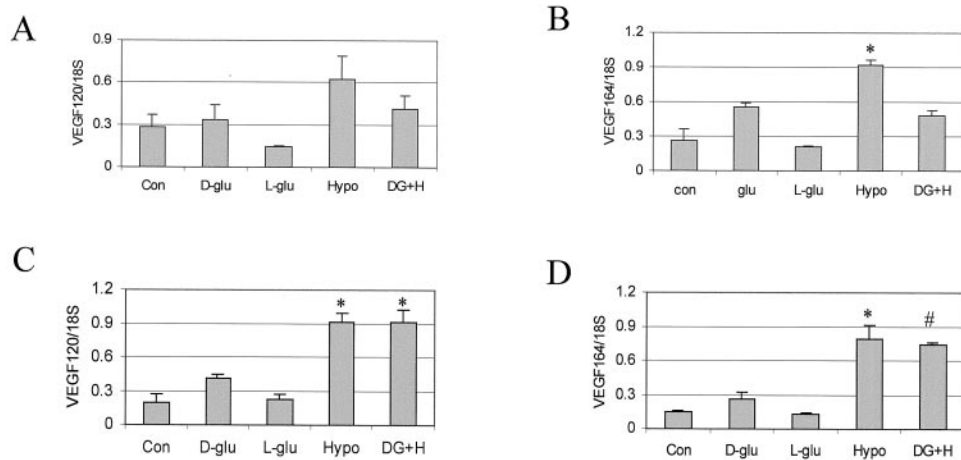 A
B
0.9
0.6
0.3
0
VEGF120/18S
Con D-glu L-glu Hypo DG+H
1.2
0.9
0.6
0.3
0
VEGF164/18S
*
con glu L-glu Hypo DG+H
C
D
1.2
0.9
0.6
0.3
0
VEGF120/18S
* *
Con D-glu L-glu Hypo DG+H
1.2
0.9
0.6
0.3
0
VEGF164/18S
* #
Con D-glu L-glu Hypo DG+H